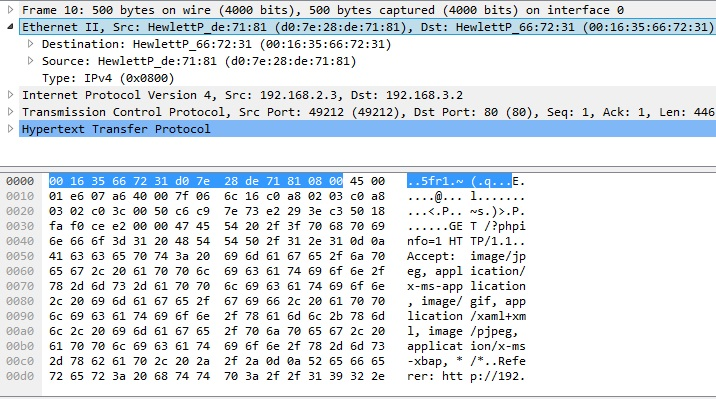 Frame 10: 500 bytes on wire (4000 bits), 500 bytes captured (4000 bits) on interface 0
Ethernet II, Src: HewlettP_de:71:81 (d0:7e:28:de:71:81), Dst: HewlettP_66:72:31 (00:16:35:66:72:31)
Destination: HewlettP_66:72:31 (00:16:35:66:72:31)
Source: HewlettP_de:71:81 (d0:7e:28:de:71:81)
Type: IPv4 (0x0800)
Internet Protocol Version 4, Src: 192.168.2.3, Dst: 192.168.3.2
Transmission Control Protocol, Src Port: 49212 (49212), Dst Port: 80 (80), Seq: 1, Ack: 1, Len: 446
Hypertext Transfer Protocol
0000 00 16 35 66 72 31 d0 7e 28 de 71 81 08 00 45 00 ..5fr1.~ (.q...E.
0010 01 e6 07 a6 40 00 7f 06 6c 16 c0 a8 02 03 c0 a8 ....@... l.......
0020 03 02 c0 3c 00 50 c6 c9 7e 73 e2 29 3e c3 50 18 ...<.P.. ~s.)>.P.
0030 fa f0 ce e2 00 00 47 45 54 20 2f 3f 70 68 70 69 ......GE T /?phpi
0040 6e 66 6f 3d 31 20 48 54 54 50 2f 31 2e 31 0d 0a nfo=1 HT TP/1.1..
0050 41 63 63 65 70 74 3a 20 69 6d 61 67 65 2f 6a 70 Accept: image/jp
0060 65 67 2c 20 61 70 70 6c 69 63 61 74 69 6f 6e 2f eg, appl ication/
0070 78 2d 6d 73 2d 61 70 70 6c 69 63 61 74 69 6f 6e x-ms-app lication
0080 2c 20 69 6d 61 67 65 2f 67 69 66 2c 20 61 70 70 , image/ gif, app
0090 6c 69 63 61 74 69 6f 6e 2f 78 61 6d 6c 2b 78 6d lication /xaml+xm
00a0 6c 2c 20 69 6d 61 67 65 2f 70 6a 70 65 67 2c 20 l, image /pjpeg,
00b0 61 70 70 6c 69 63 61 74 69 6f 6e 2f 78 2d 6d 73 applicat ion/x-ms
00c0 2d 78 62 61 70 2c 20 2a 2f 2a 0d 0a 52 65 66 65 -xbap, * /*..Refe
00d0 72 65 72 3a 20 68 74 74 70 3a 2f 2f 31 39 32 2e rer: htt p://192.